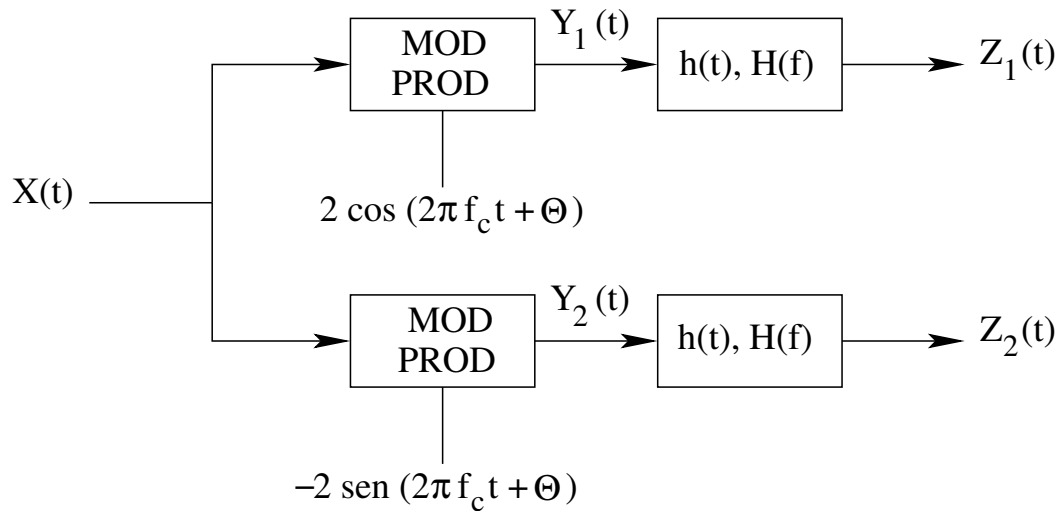 MOD
PROD
Y_1 (t)
h(t), H(f)
Z_1(t)
X(t)
2 cos (2π f_c t + Θ)
MOD
PROD
Y_2 (t)
h(t), H(f)
Z_2(t)
−2 sen (2π f_c t + Θ)